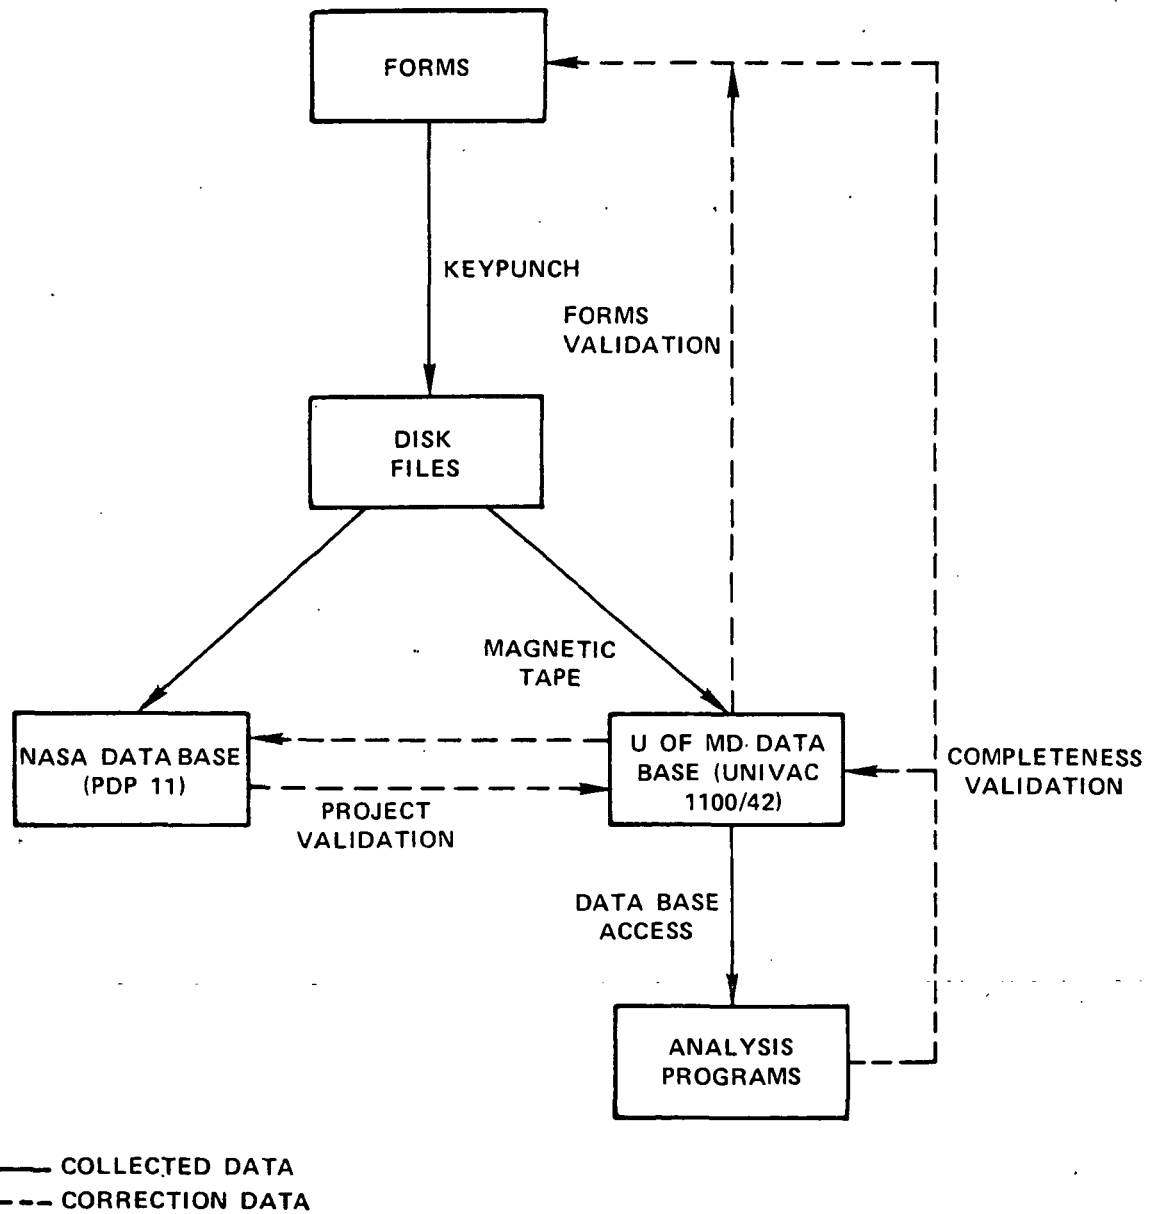 FORMS
KEYPUNCH
FORMS
VALIDATION
DISK
FILES
MAGNETIC
TAPE
NASA DATA BASE
(PDP 11)
U OF MD DATA
BASE (UNIVAC
1100/42)
COMPLETENESS
VALIDATION
PROJECT
VALIDATION
DATA BASE
ACCESS
ANALYSIS
PROGRAMS
COLLECTED DATA
CORRECTION DATA